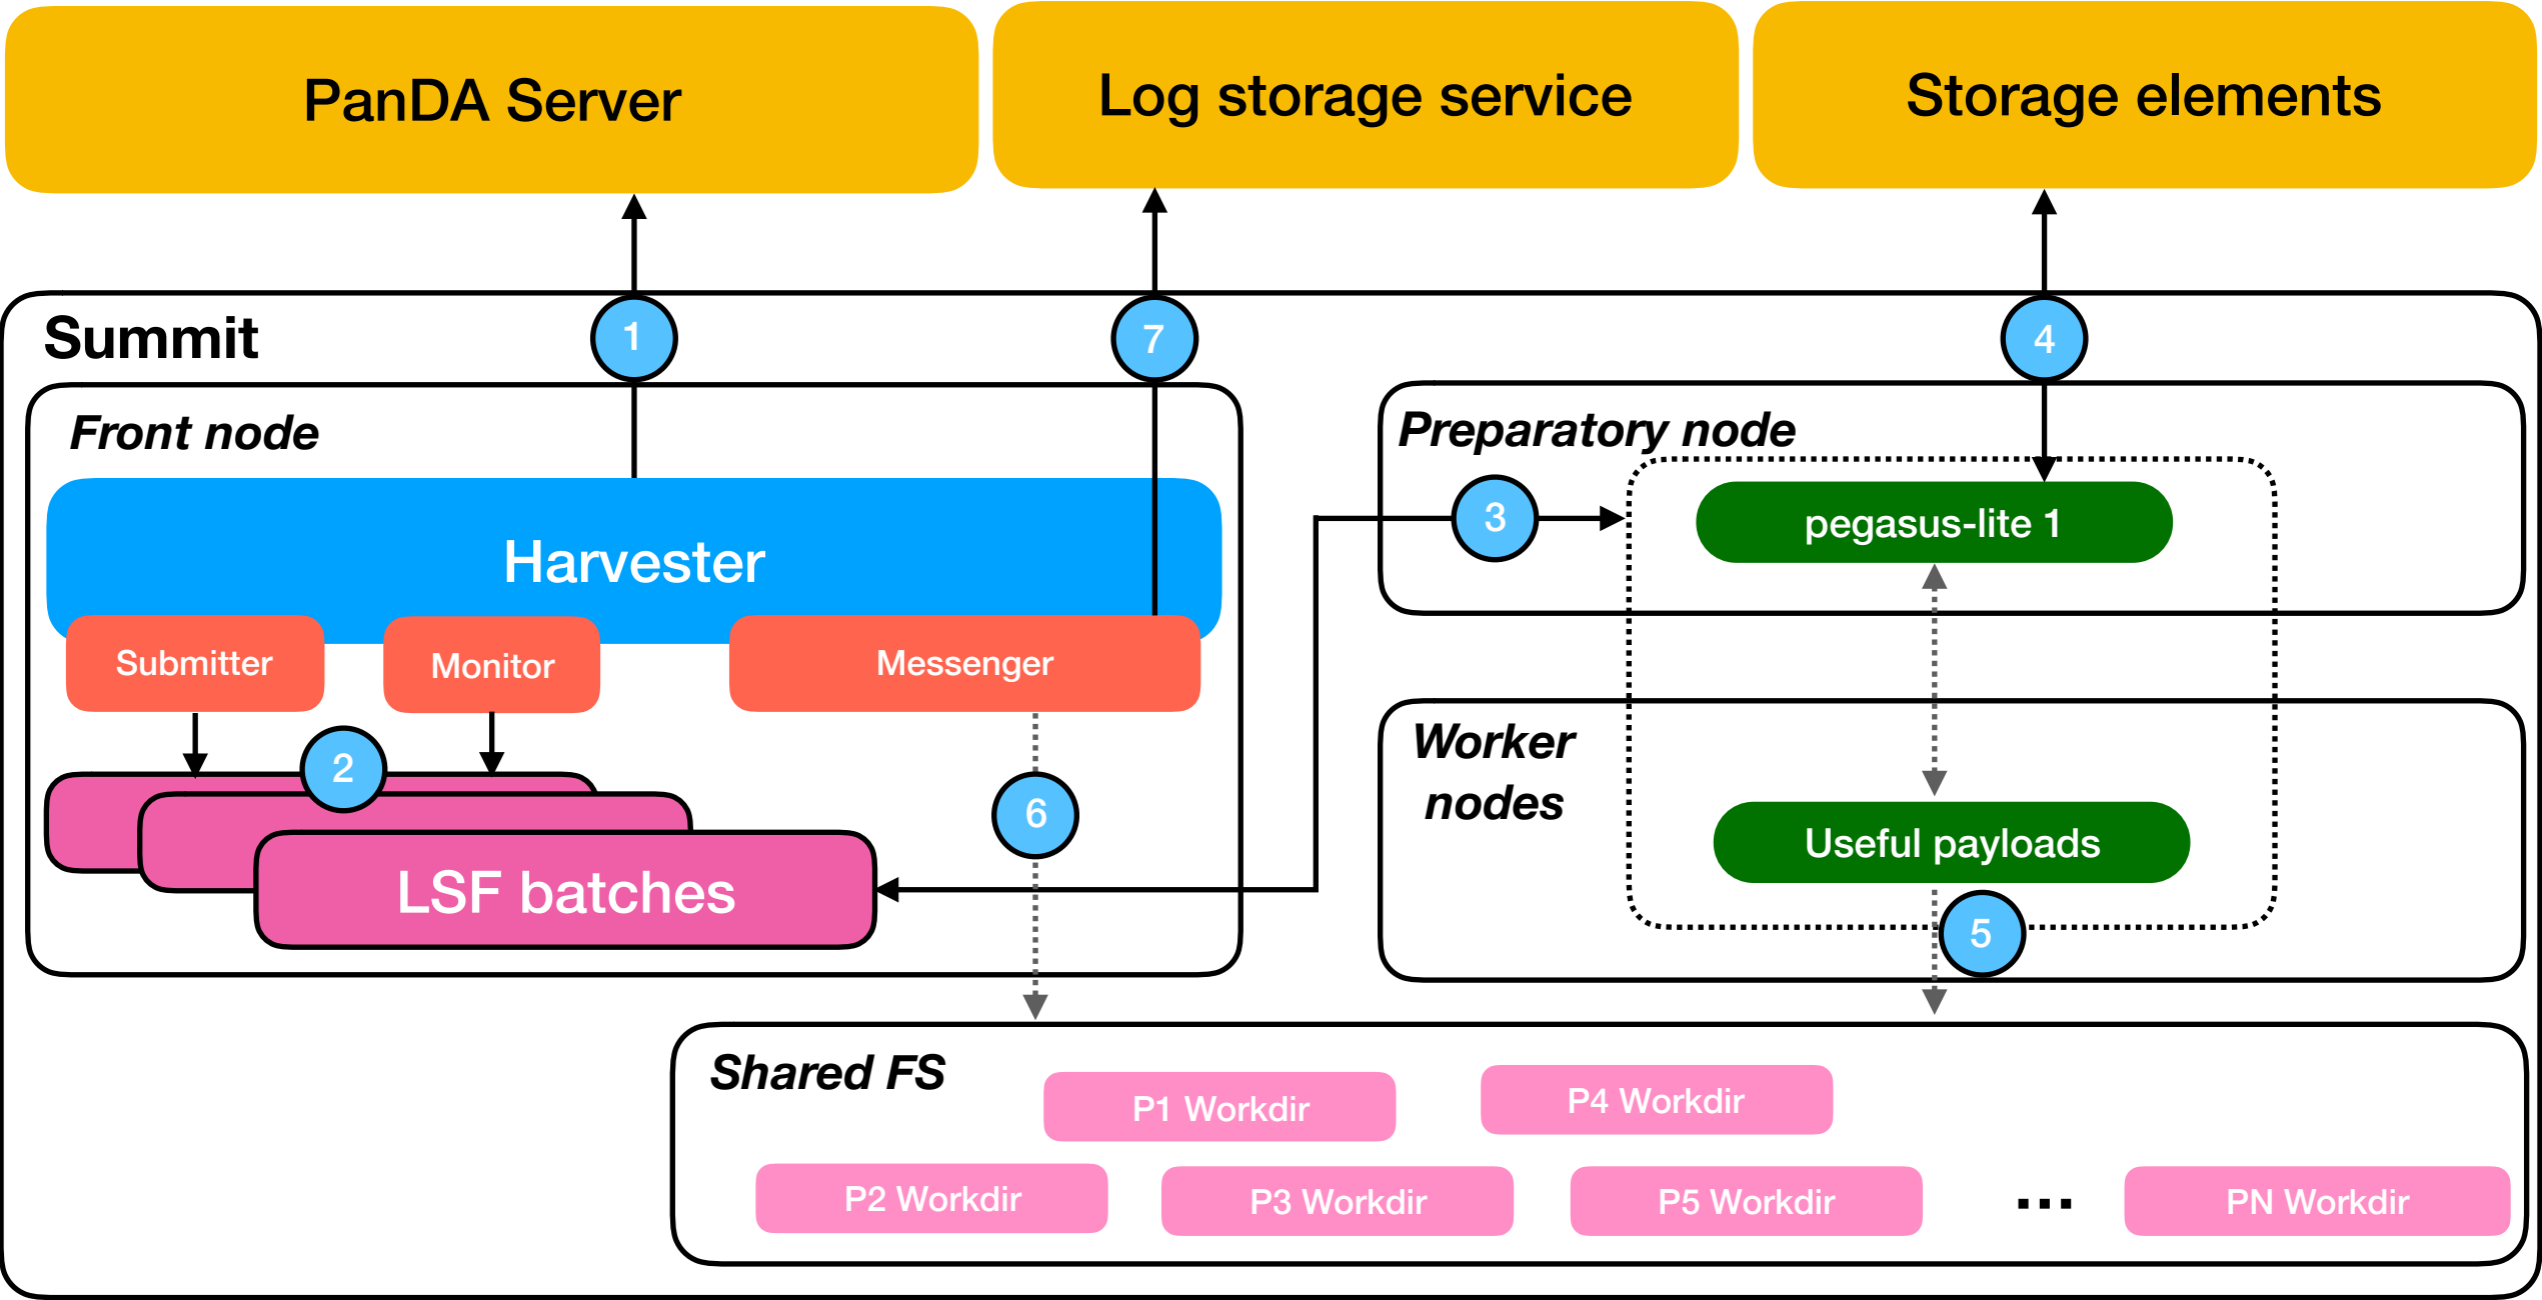 PanDA Server
Log storage service
Storage elements
1
7
4
Summit
Front node
Harvester
Submitter
Monitor
Messenger
2
6
LSF batches
Preparatory node
3
pegasus-lite 1
Worker
nodes
Useful payloads
5
Shared FS
P1 Workdir
P4 Workdir
P2 Workdir
P3 Workdir
P5 Workdir
...
PN Workdir